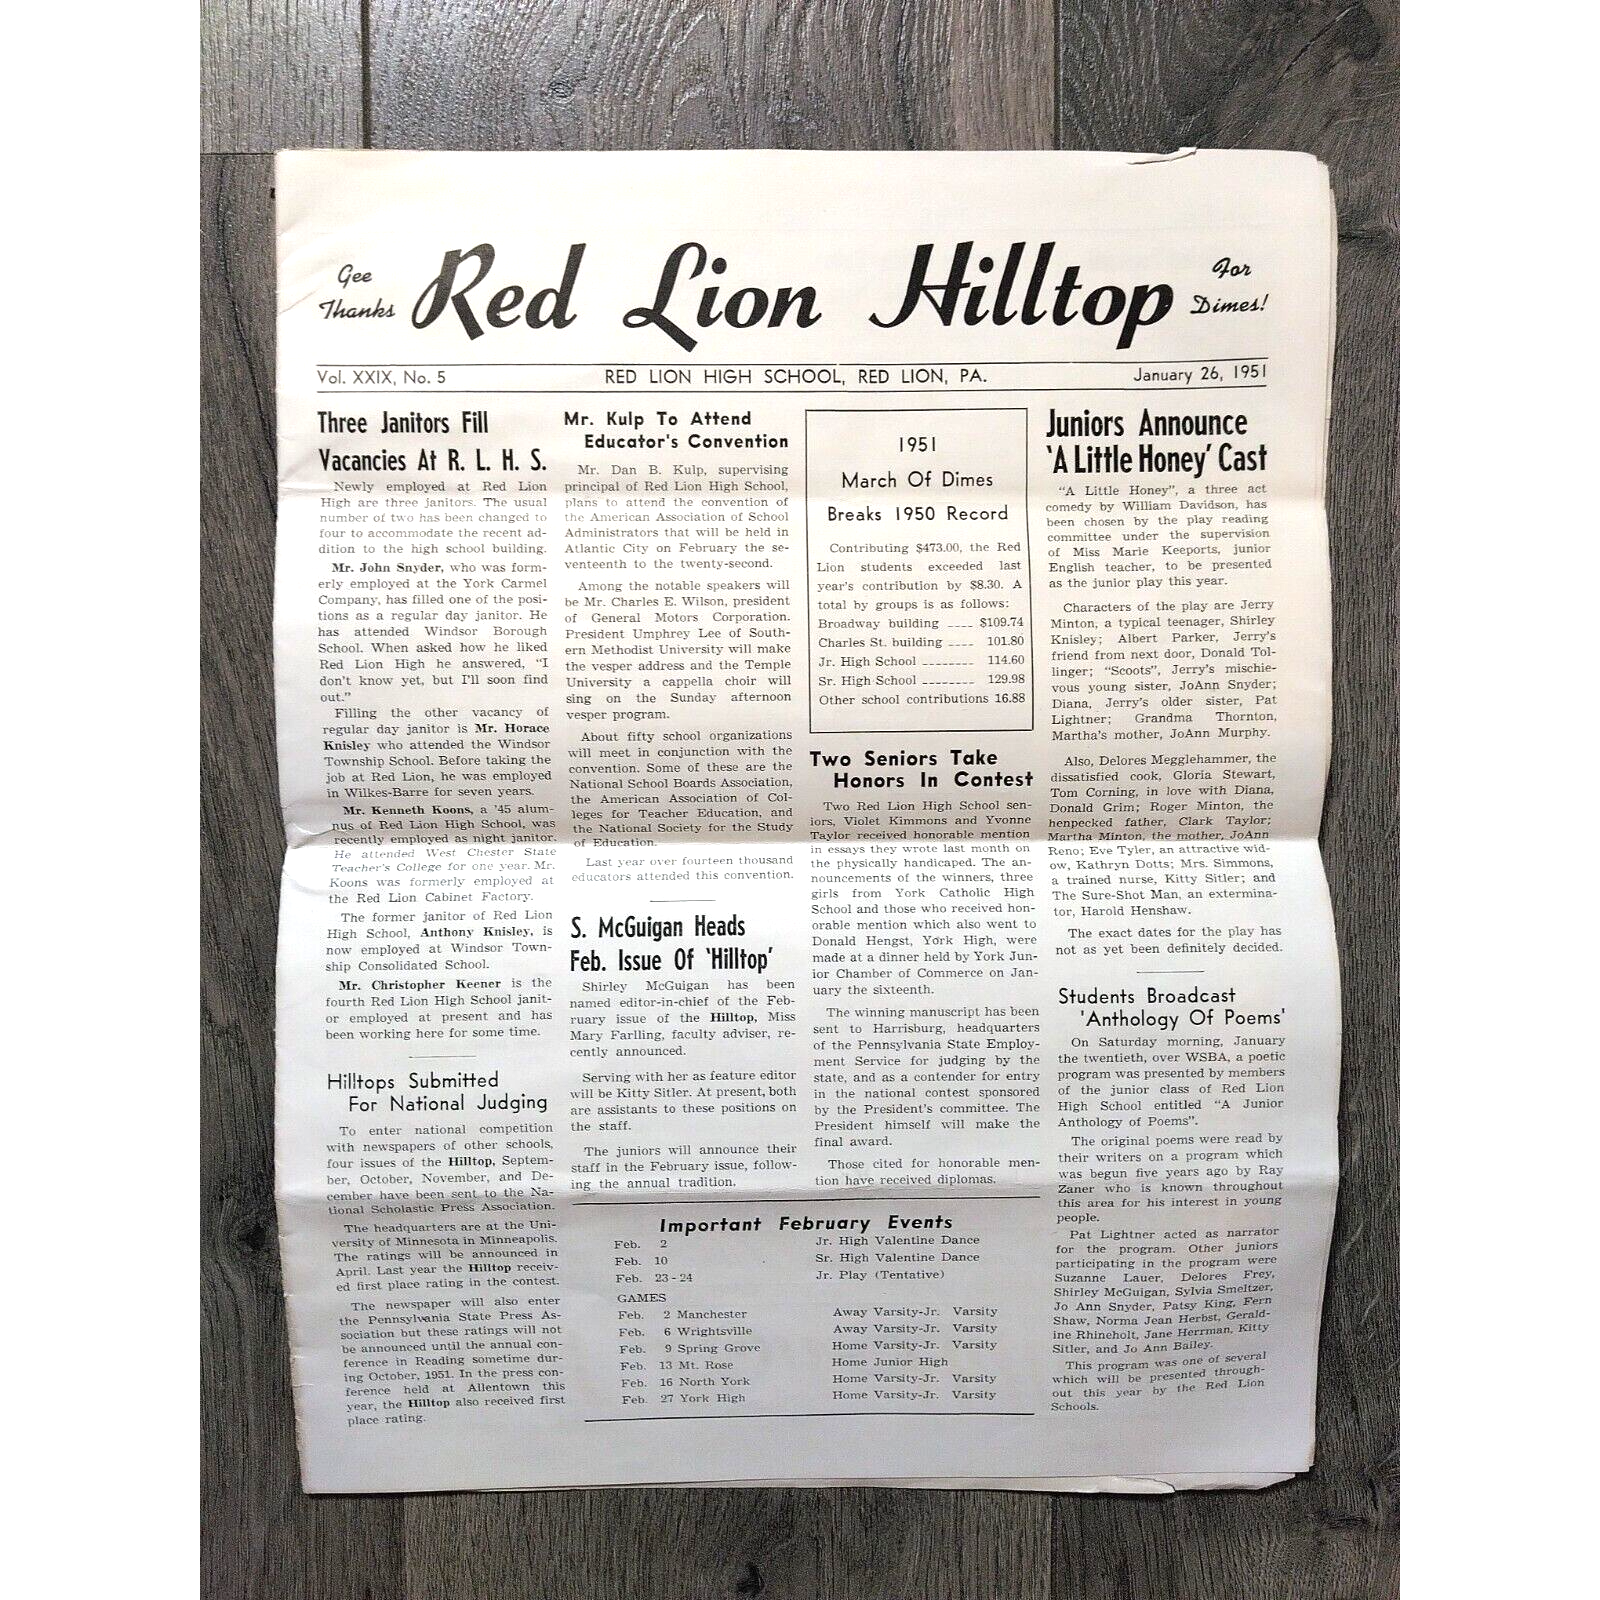 Gee
Thanks
Red Lion Hilltop
For
Dimes!
Vol. XXIX, No. 5
RED LION HIGH SCHOOL, RED LION, PA.
January 26, 1951
Three Janitors Fill
Vacancies At R. L. H. S.
Newly employed at Red Lion
High are three janitors. The usual
number of two has been changed to
four to accommodate the recent ad-
dition to the high school building.
Mr. John Snyder, who was form-
erly employed at the York Carmel
Company, has filled one of the posi-
tions as a regular day janitor. He
has attended Windsor Borough
School. When asked how he liked
Red Lion High he answered, "I
don't know yet, but I'll soon find
out."
Filling the other vacancy of
regular day janitor is Mr. Horace
Knisley who attended the Windsor
Township School. Before taking the
job at Red Lion, he was employed
in Wilkes-Barre for seven years.
Mr. Kenneth Koons, a '45 alum-
nus of Red Lion High School, was
recently employed as night janitor.
He attended West Chester State
Teacher's College for one year. Mr.
Koons was formerly employed at
the Red Lion Cabinet Factory.
The former janitor of Red Lion
High School, Anthony Knisley, is
now employed at Windsor Town-
ship Consolidated School.
Mr. Christopher Keener is the
fourth Red Lion High School janit-
or employed at present and has
been working here for some time.
Hilltops Submitted
For National Judging
To enter national competition
with newspapers of other schools,
four issues of the Hilltop, Septem-
ber, October, November, and De-
cember have been sent to the Na-
tional Scholastic Press Association.
The headquarters are at the Uni-
versity of Minnesota in Minneapolis.
The ratings will be announced in
April. Last year the Hilltop receiv-
ed first place rating in the contest.
The newspaper will also enter
the Pennsylvania State Press As-
sociation but these ratings will not
be announced until the annual con-
ference in Reading sometime dur-
ing October, 1951. In the press con-
ference held at Allentown this
year, the Hilltop also received first
place rating.
Mr. Kulp To Attend
Educator's Convention
Mr. Dan B. Kulp, supervising
principal of Red Lion High School,
plans to attend the convention of
the American Association of School
Administrators that will be held in
Atlantic City on February the se-
venteenth to the twenty-second.
Among the notable speakers will
be Mr. Charles E. Wilson, president
of General Motors Corporation.
President Umphrey Lee of South-
ern Methodist University will make
the vesper address and the Temple
University a cappella choir will
sing on the Sunday afternoon
vesper program.
About fifty school organizations
will meet in conjunction with the
convention. Some of these are the
National School Boards Association,
the American Association of Col-
leges for Teacher Education, and
the National Society for the Study
of Education.
Last year over fourteen thousand
educators attended this convention.
S. McGuigan Heads
Feb. Issue Of 'Hilltop'
Shirley McGuigan has been
named editor-in-chief of the Feb-
ruary issue of the Hilltop, Miss
Mary Farlling, faculty adviser, re-
cently announced.
Serving with her as feature editor
will be Kitty Sitler. At present, both
are assistants to these positions on
the staff.
The juniors will announce their
staff in the February issue, follow-
ing the annual tradition.
1951
March Of Dimes
Breaks 1950 Record
Contributing $473.00, the Red
Lion students exceeded last
year's contribution by $8.30. A
total by groups is as follows:
Broadway building ---- $109.74
Charles St. building ---- 101.80
Jr. High School -------- 114.60
Sr. High School -------- 129.98
Other school contributions 16.88
Two Seniors Take
Honors In Contest
Two Red Lion High School sen-
iors, Violet Kimmons and Yvonne
Taylor received honorable mention
in essays they wrote last month on
the physically handicaped. The an-
nouncements of the winners, three
girls from York Catholic High
School and those who received hon-
orable mention which also went to
Donald Hengst, York High, were
made at a dinner held by York Jun-
ior Chamber of Commerce on Jan-
uary the sixteenth.
The winning manuscript has been
sent to Harrisburg, headquarters
of the Pennsylvania State Employ-
ment Service for judging by the
state, and as a contender for entry
in the national contest sponsored
by the President's committee. The
President himself will make the
final award.
Those cited for honorable men-
tion have received diplomas.
Important February Events
Feb. 2 Jr. High Valentine Dance
Feb. 10 Sr. High Valentine Dance
Feb. 23-24 Jr. Play (Tentative)
GAMES
Feb. 2 Manchester Away Varsity-Jr. Varsity
Feb. 6 Wrightsville Away Varsity-Jr. Varsity
Feb. 9 Spring Grove Home Varsity-Jr. Varsity
Feb. 13 Mt. Rose Home Junior High
Feb. 16 North York Home Varsity-Jr. Varsity
Feb. 27 York High Home Varsity-Jr. Varsity
Juniors Announce
'A Little Honey' Cast
"A Little Honey", a three act
comedy by William Davidson, has
been chosen by the play reading
committee under the supervision
of Miss Marie Keeports, junior
English teacher, to be presented
as the junior play this year.
Characters of the play are Jerry
Minton, a typical teenager, Shirley
Knisley; Albert Parker, Jerry's
friend from next door, Donald Tol-
linger; "Scoots", Jerry's mischie-
vous young sister, JoAnn Snyder;
Diana, Jerry's older sister, Pat
Lightner; Grandma Thornton,
Martha's mother, JoAnn Murphy.
Also, Delores Megglehammer, the
dissatisfied cook, Gloria Stewart,
Tom Corning, in love with Diana,
Donald Grim; Roger Minton, the
henpecked father, Clark Taylor;
Martha Minton, the mother, JoAnn
Reno; Eve Tyler, an attractive wid-
ow, Kathryn Dotts; Mrs. Simmons,
a trained nurse, Kitty Sitler; and
The Sure-Shot Man, an extermina-
tor, Harold Henshaw.
The exact dates for the play has
not as yet been definitely decided.
Students Broadcast
'Anthology Of Poems'
On Saturday morning, January
the twentieth, over WSBA, a poetic
program was presented by members
of the junior class of Red Lion
High School entitled "A Junior
Anthology of Poems".
The original poems were read by
their writers on a program which
was begun five years ago by Ray
Zaner who is known throughout
this area for his interest in young
people.
Pat Lightner acted as narrator
for the program. Other juniors
participating in the program were
Suzanne Lauer, Delores Frey,
Shirley McGuigan, Sylvia Smeltzer,
Jo Ann Snyder, Patsy King, Fern
Shaw, Norma Jean Herbst, Gerald-
ine Rhineholt, Jane Herrman, Kitty
Sitler, and Jo Ann Bailey.
This program was one of several
which will be presented through-
out this year by the Red Lion
Schools.